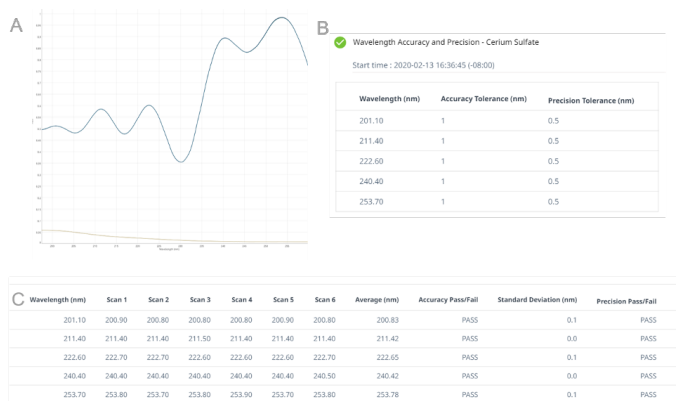 A
B
Wavelength Accuracy and Precision - Cerium Sulfate
Start time : 2020-02-13 16:36:45 (-08:00)
Wavelength (nm) Accuracy Tolerance (nm) Precision Tolerance (nm)
201.10 1 0.5
211.40 1 0.5
222.60 1 0.5
240.40 1 0.5
253.70 1 0.5
C
Wavelength (nm) Scan 1 Scan 2 Scan 3 Scan 4 Scan 5 Scan 6 Average (nm) Accuracy Pass/Fail Standard Deviation (nm) Precision Pass/Fail
201.10 200.90 200.80 200.80 200.80 200.90 200.80 200.83 PASS 0.1 PASS
211.40 211.40 211.40 211.50 211.40 211.40 211.40 211.42 PASS 0.0 PASS
222.60 222.70 222.70 222.60 222.60 222.60 222.70 222.65 PASS 0.1 PASS
240.40 240.40 240.40 240.40 240.40 240.40 240.50 240.42 PASS 0.0 PASS
253.70 253.80 253.70 253.80 253.90 253.70 253.80 253.78 PASS 0.1 PASS